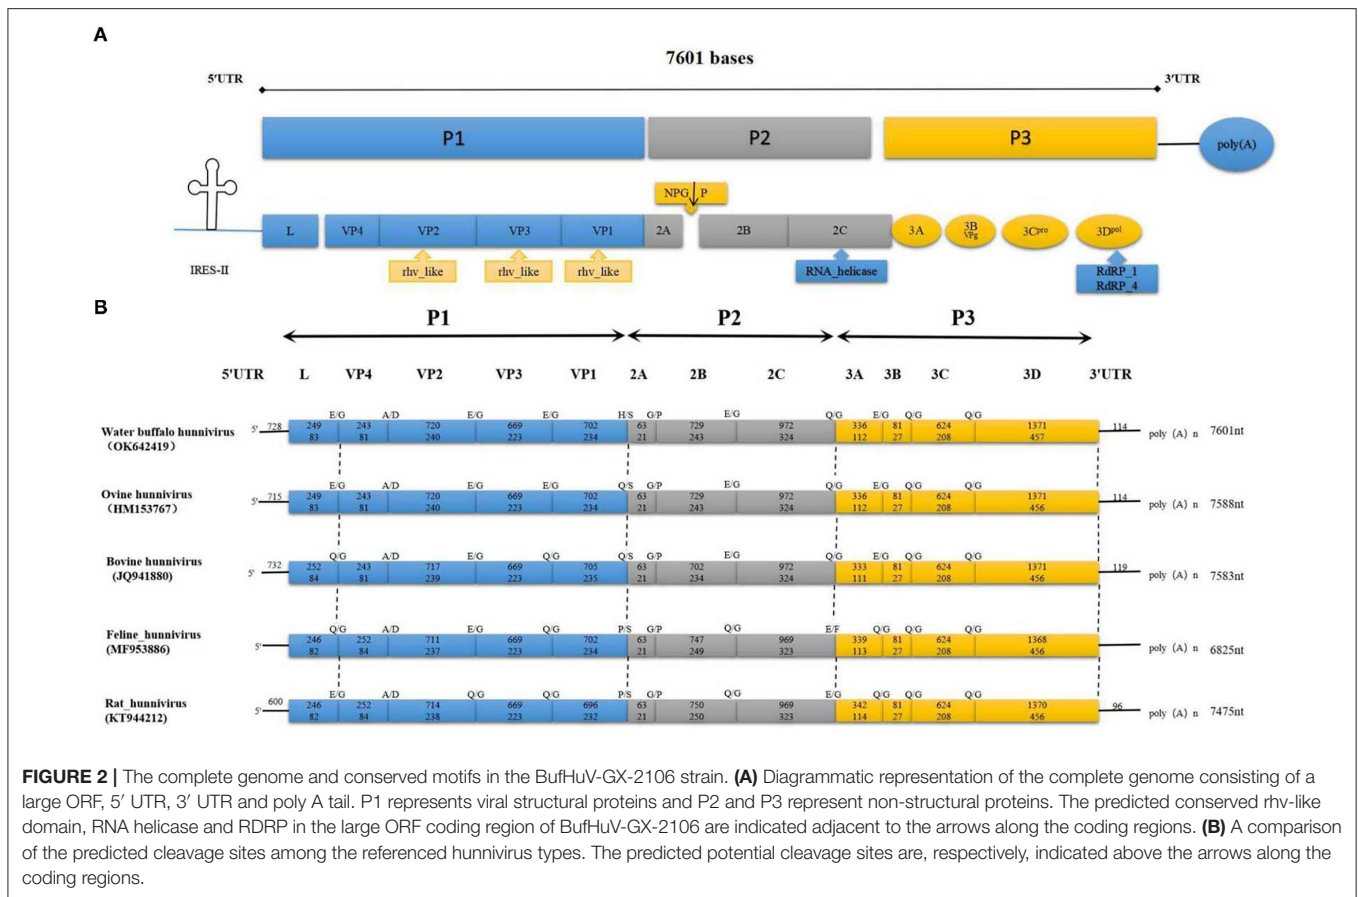 A
7601 bases
5'UTR
3'UTR
P1
P2
P3
poly(A)
NPG P
L
VP4
VP2
VP3
VP1
2A
2B
2C
3A
3B
VPg
3Cpro
3Dpol
IRES-II
rhv_like
rhv_like
rhv_like
RNA_helicase
RdRP_1
RdRP_4
B
P1
P2
P3
5'UTR L VP4 VP2 VP3 VP1 2A 2B 2C 3A 3B 3C 3D 3'UTR
E/G A/D E/G E/G H/S G/P E/G Q/G E/G Q/G Q/G
Water buffalo hunnivirus
(OK642419)
5' 728 249 243 720 669 702 63 729 972 336 81 624 1371 114
83 81 240 223 234 21 243 324 112 27 208 457
poly (A) n 7601nt
E/G A/D E/G E/G Q/S G/P E/G Q/G E/G Q/G Q/G
Ovine hunnivirus
(HM153767)
5' 715 249 243 720 669 702 63 729 972 336 81 624 1371 114
83 81 240 223 234 21 243 324 112 27 208 456
poly (A) n 7588nt
Q/G A/D E/G Q/G Q/S G/P E/G Q/G E/G Q/G Q/G
Bovine hunnivirus
(JQ941880)
5' 732 252 243 717 669 705 63 702 972 333 81 624 1371 119
84 81 239 223 235 21 234 324 111 27 208 456
poly (A) n 7583nt
Q/G A/D E/G Q/G P/S G/P Q/G E/F Q/G Q/G Q/G
Feline_hunnivirus
(MF953886)
5' 246 252 711 669 702 63 747 969 339 81 624 1368
82 84 237 223 234 21 249 323 113 27 208 456
poly (A) n 6825nt
E/G A/D Q/G Q/G P/S G/P Q/G E/G Q/G Q/G Q/G
Rat_hunnivirus
(KT944212)
5' 600 246 252 714 669 696 63 750 969 342 81 624 1370 96
82 84 238 223 232 21 250 323 114 27 208 456
poly (A) n 7475nt
FIGURE 2 | The complete genome and conserved motifs in the BufHuV-GX-2106 strain. (A) Diagrammatic representation of the complete genome consisting of a
large ORF, 5′ UTR, 3′ UTR and poly A tail. P1 represents viral structural proteins and P2 and P3 represent non-structural proteins. The predicted conserved rhv-like
domain, RNA helicase and RDRP in the large ORF coding region of BufHuV-GX-2106 are indicated adjacent to the arrows along the coding regions. (B) A comparison
of the predicted cleavage sites among the referenced hunnivirus types. The predicted potential cleavage sites are, respectively, indicated above the arrows along the
coding regions.